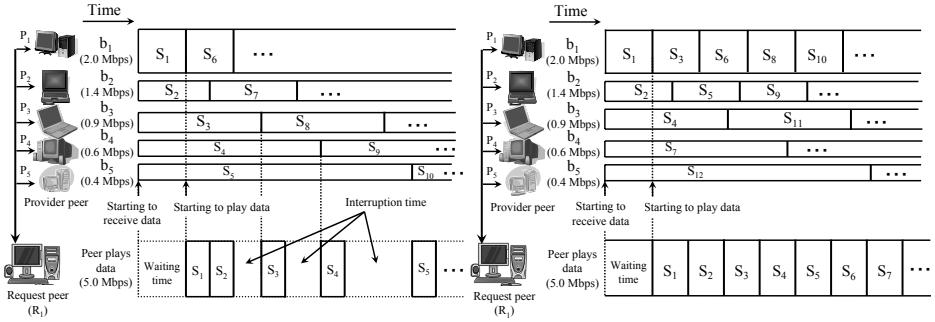 Time
P1 b1 (2.0 Mbps) S1 S6 ...
P2 b2 (1.4 Mbps) S2 S7 ...
P3 b3 (0.9 Mbps) S3 S8 ...
P4 b4 (0.6 Mbps) S4 S9 ...
P5 b5 (0.4 Mbps) S5 S10 ...
Provider peer
Starting to receive data
Starting to play data
Interruption time
Peer plays data (5.0 Mbps)
Waiting time
S1 S2 S3 S4 S5 ...
Request peer (R1)
Time
P1 b1 (2.0 Mbps) S1 S3 S6 S8 S10 ...
P2 b2 (1.4 Mbps) S2 S5 S9 ...
P3 b3 (0.9 Mbps) S4 S11 ...
P4 b4 (0.6 Mbps) S7 ...
P5 b5 (0.4 Mbps) S12 ...
Provider peer
Starting to receive data
Starting to play data
Peer plays data (5.0 Mbps)
Waiting time
S1 S2 S3 S4 S5 S6 S7 ...
Request peer (R1)